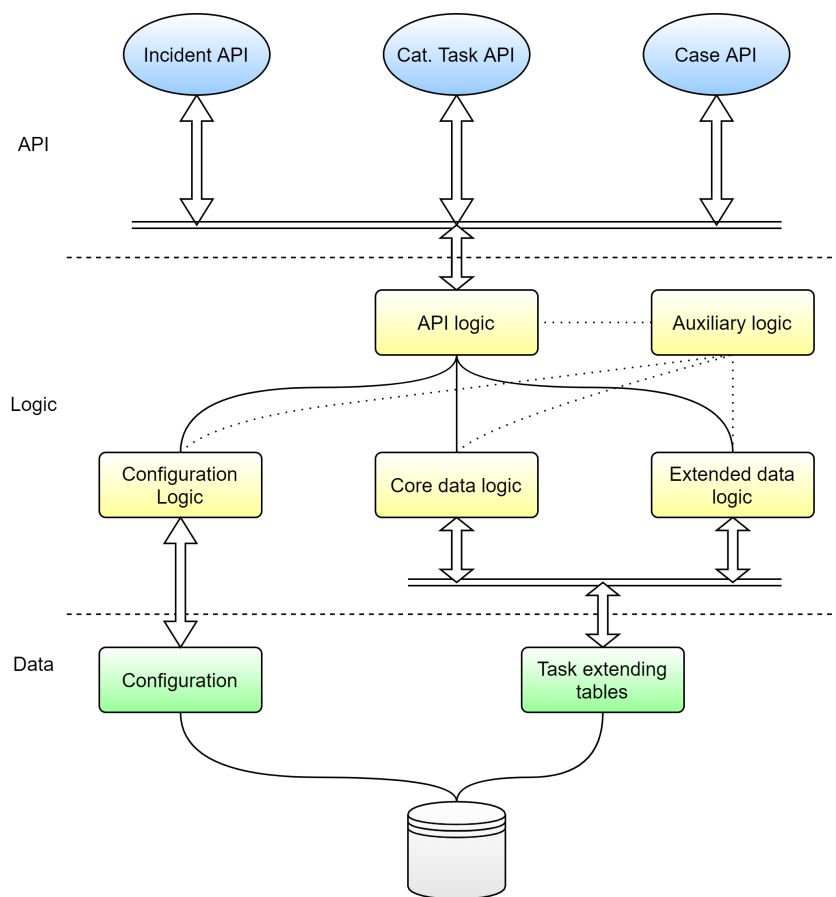 Incident API
Cat. Task API
Case API
API
API logic
Auxiliary logic
Logic
Configuration
Logic
Core data logic
Extended data
logic
Data
Configuration
Task extending
tables